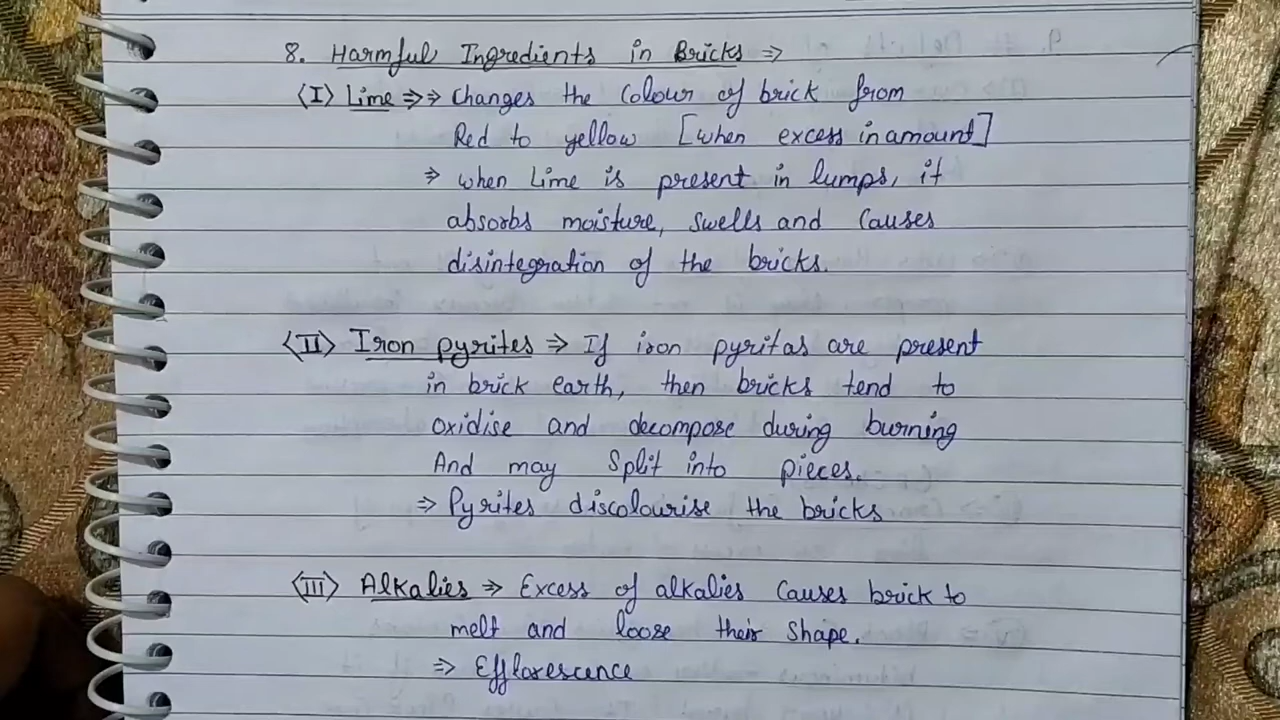 8. Harmful Ingredients in Bricks ⇒
(I) Lime ⇒⇒ Changes the Colour of brick from
Red to yellow [when excess in amount]
⇒ when Lime is present in lumps, it
absorbs moisture, swells and Causes
disintegration of the bricks.
(II) Iron pyrites ⇒ If iron pyritas are present
in brick earth, then bricks tend to
oxidise and decompose during burning
And may Split into pieces.
⇒ Pyrites discolourise the bricks
(III) Alkalies ⇒ Excess of alkalies Causes brick to
melt and loose their Shape.
⇒ Efflorescence